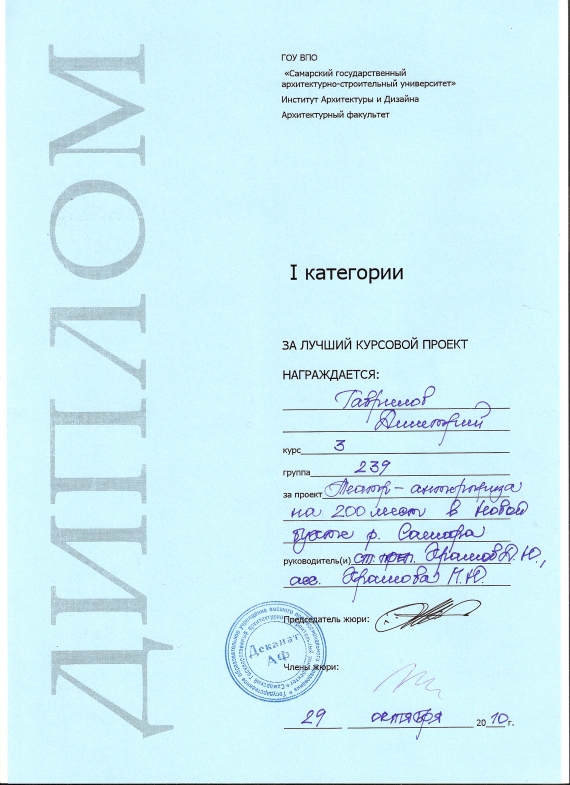 ДИПЛОМ
ГОУ ВПО
«Самарский государственный
архитектурно-строительный университет»
Институт Архитектуры и Дизайна
Архитектурный факультет
I категории
ЗА ЛУЧШИЙ КУРСОВОЙ ПРОЕКТ
НАГРАЖДАЕТСЯ:
Гаврилов
Дмитрий
курс 3
группа 239
за проект Театр-антреприза
на 200 мест в Новой
р. Самара
руководитель(и) ст. преп. Храмов Д.Ю.,
асс. Храмова М.Ю.
Председатель жюри:
Деканат
АФ
Члены жюри:
29 октября 2010 г.